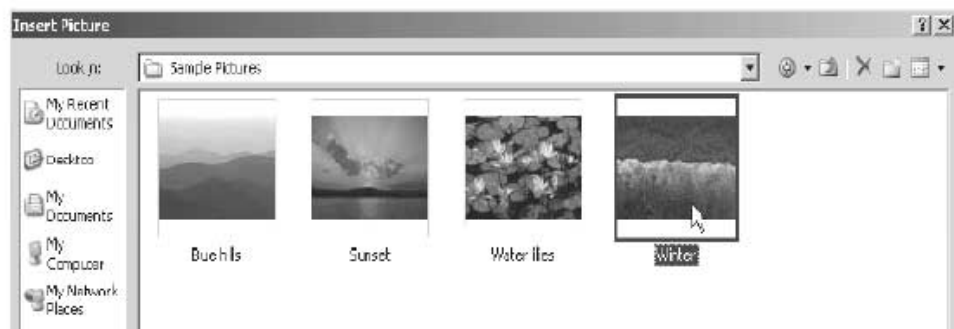 Insert Picture
Look in:
Sample Pictures
My Recent
Documents
Desktop
My
Documents
My
Computer
My Network
Places
Blue hills
Sunset
Water lilies
Winter